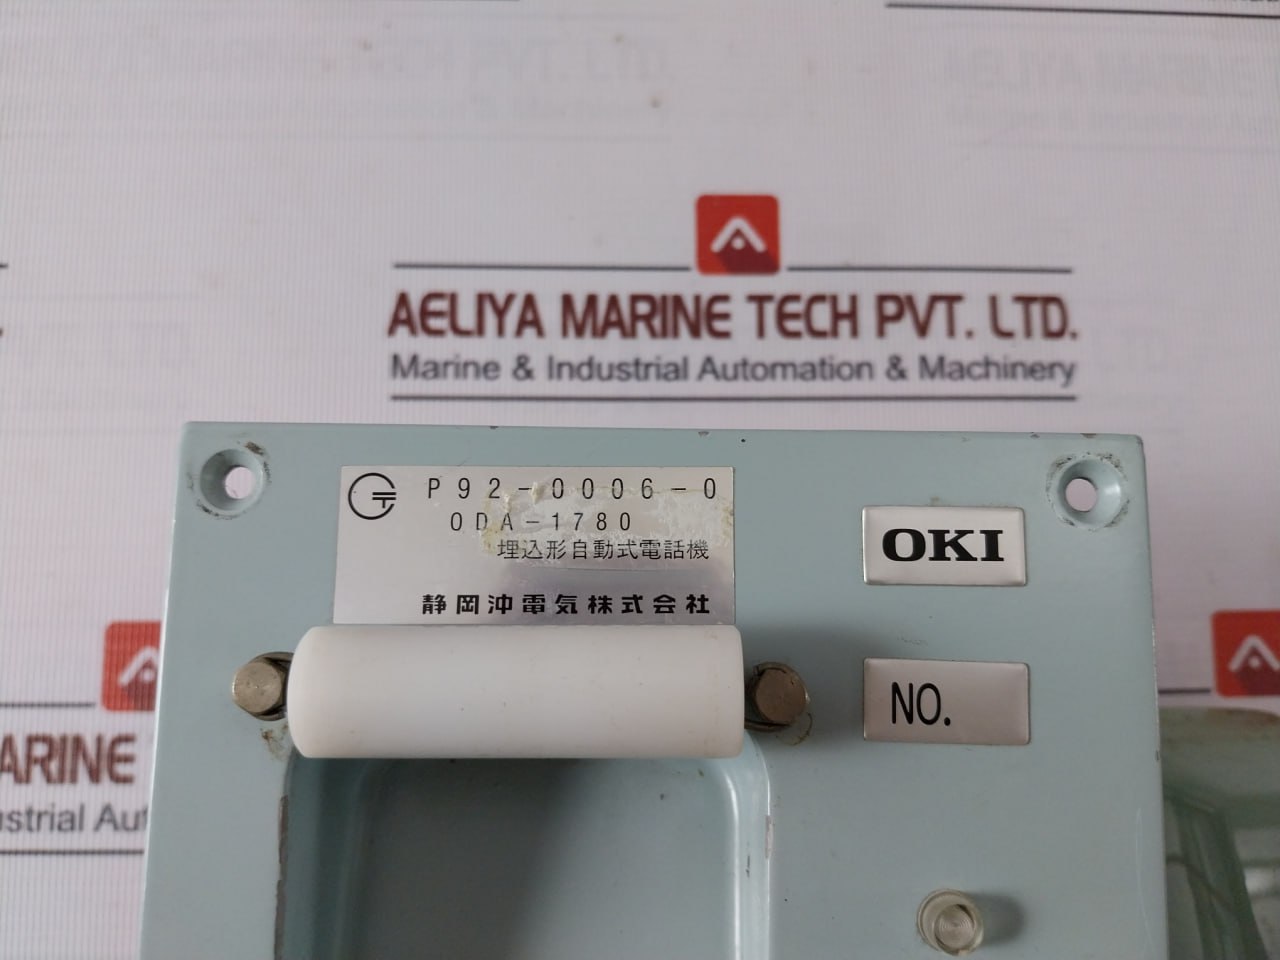 AELIYA MARINE TECH PVT. LTD.
Marine & Industrial Automation & Machinery
P92-0006-0
ODA-1780
埋込形自動式電話機
静岡沖電気株式会社
OKI
NO.
ARINE
ustrial Aut